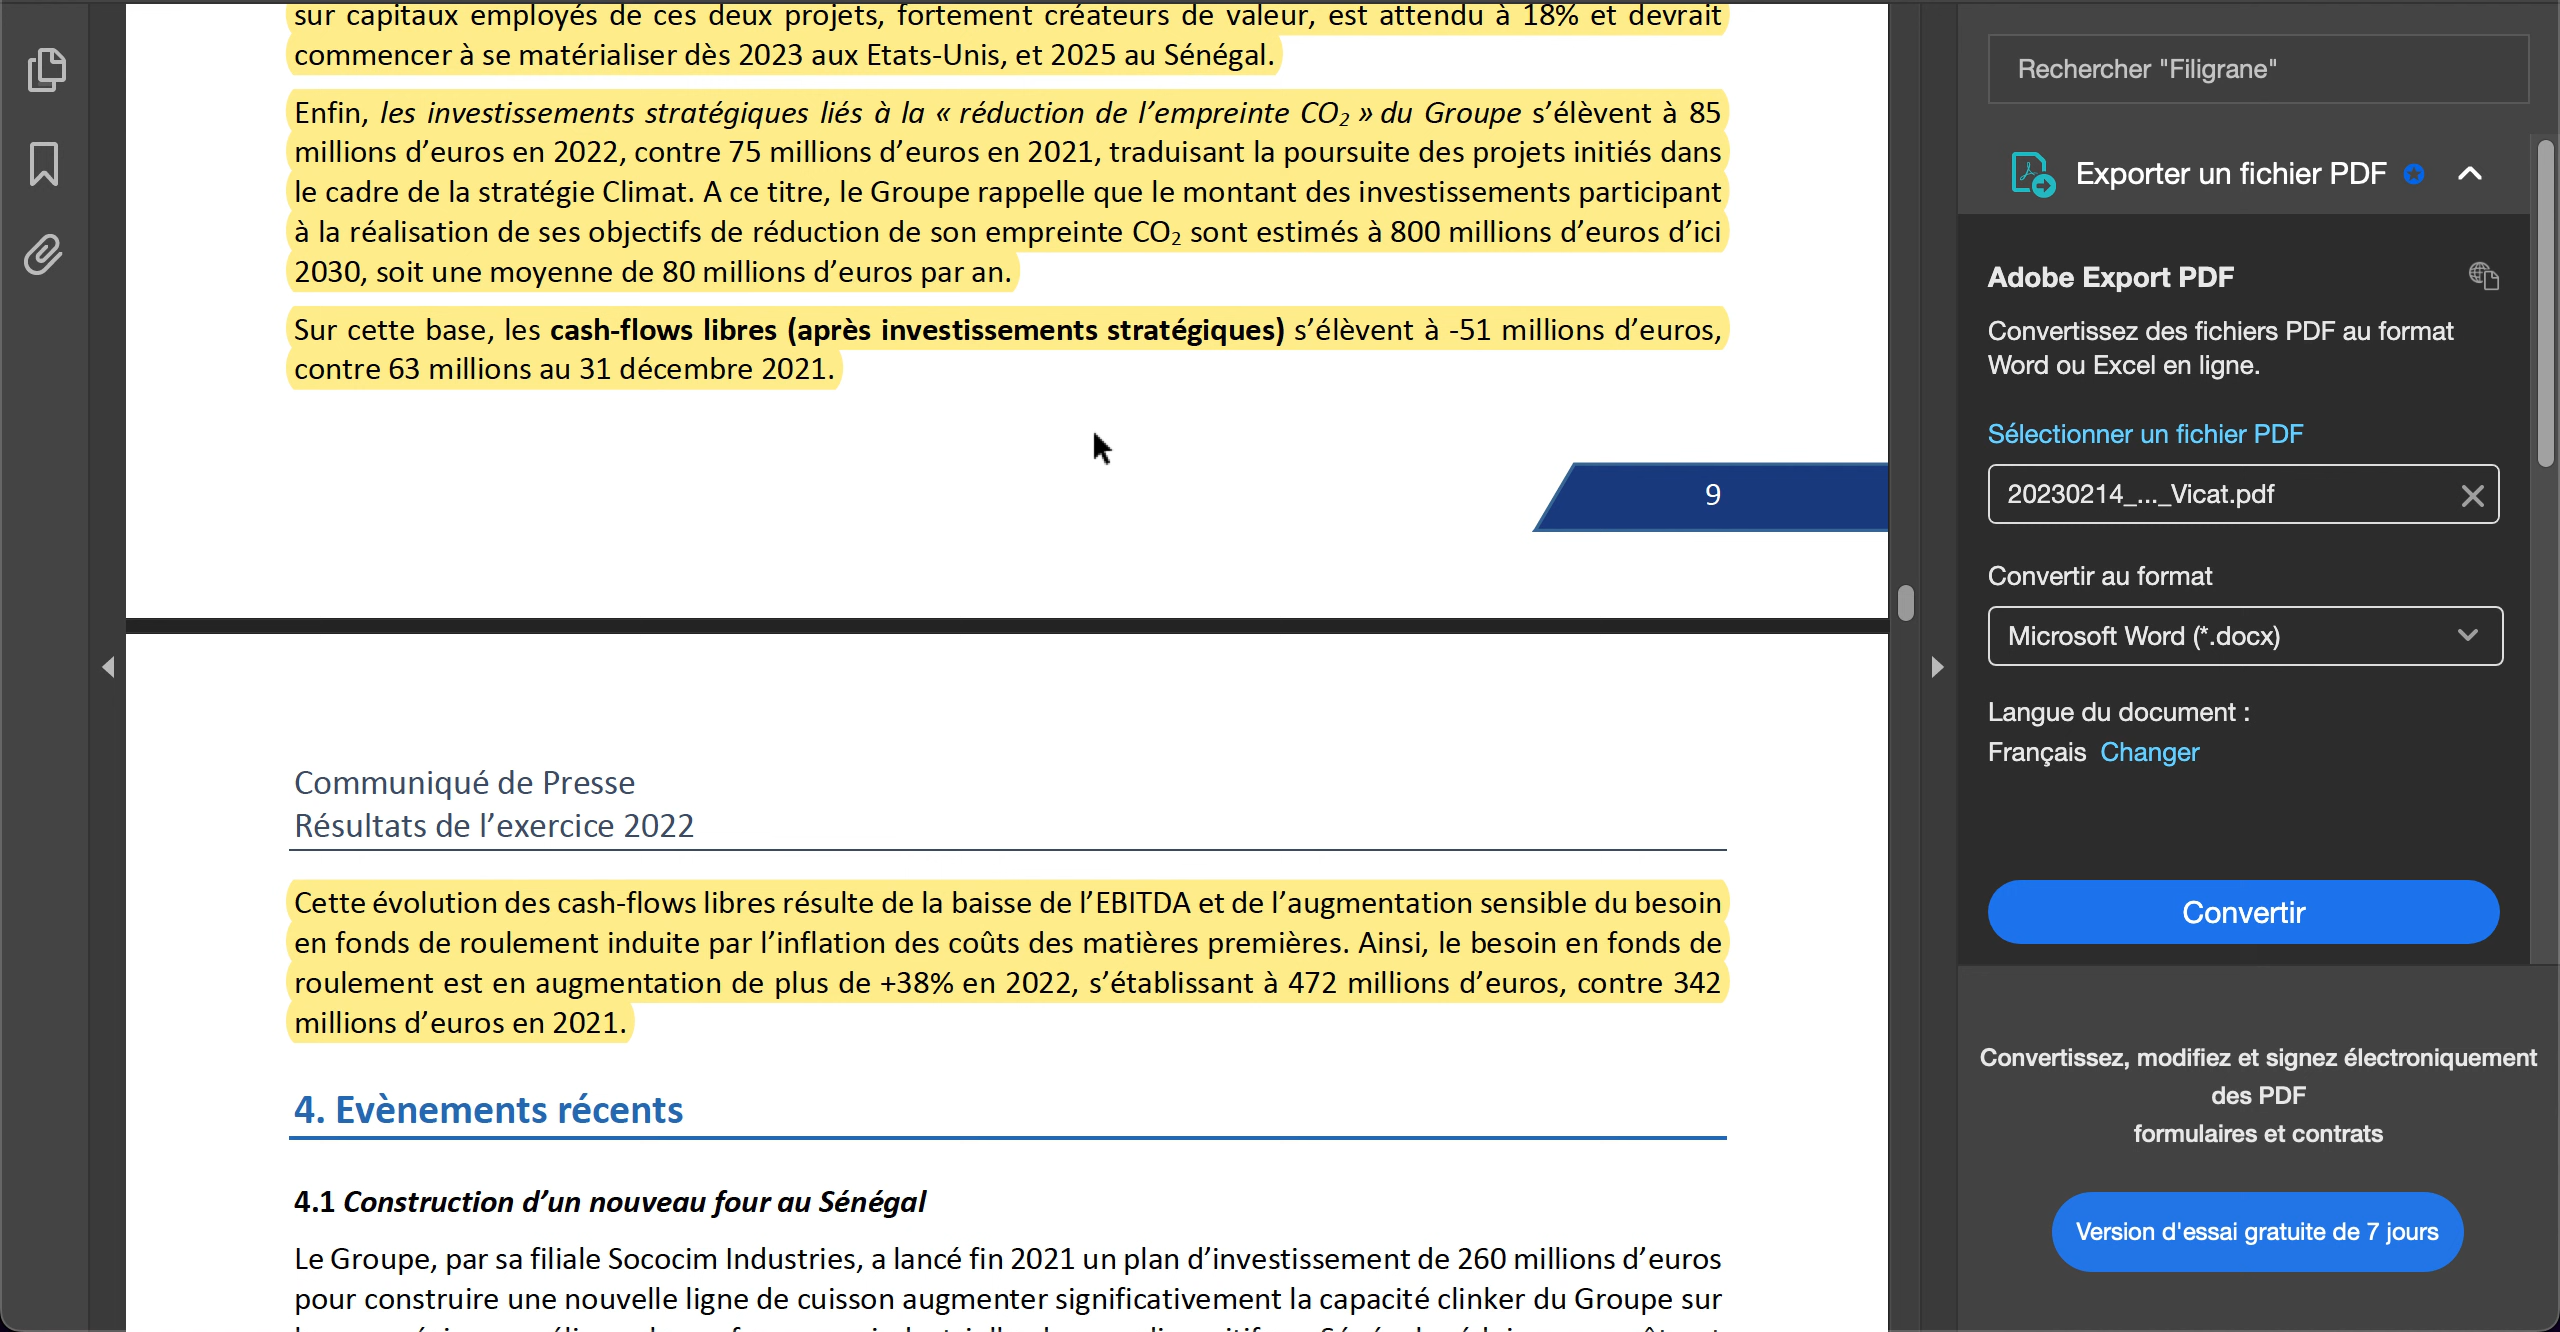 sur capitaux employés de ces deux projets, fortement créateurs de valeur, est attendu à 18% et devrait
commencer à se matérialiser dès 2023 aux Etats-Unis, et 2025 au Sénégal.
Enfin, les investissements stratégiques liés à la « réduction de l’empreinte CO₂ » du Groupe s’élèvent à 85
millions d’euros en 2022, contre 75 millions d’euros en 2021, traduisant la poursuite des projets initiés dans
le cadre de la stratégie Climat. A ce titre, le Groupe rappelle que le montant des investissements participant
à la réalisation de ses objectifs de réduction de son empreinte CO₂ sont estimés à 800 millions d’euros d’ici
2030, soit une moyenne de 80 millions d’euros par an.
Sur cette base, les cash-flows libres (après investissements stratégiques) s’élèvent à -51 millions d’euros,
contre 63 millions au 31 décembre 2021.
9
Communiqué de Presse
Résultats de l’exercice 2022
Cette évolution des cash-flows libres résulte de la baisse de l’EBITDA et de l’augmentation sensible du besoin
en fonds de roulement induite par l’inflation des coûts des matières premières. Ainsi, le besoin en fonds de
roulement est en augmentation de plus de +38% en 2022, s’établissant à 472 millions d’euros, contre 342
millions d’euros en 2021.
4. Evènements récents
4.1 Construction d’un nouveau four au Sénégal
Le Groupe, par sa filiale Sococim Industries, a lancé fin 2021 un plan d’investissement de 260 millions d’euros
pour construire une nouvelle ligne de cuisson augmenter significativement la capacité clinker du Groupe sur
Rechercher "Filigrane"
Exporter un fichier PDF
Adobe Export PDF
Convertissez des fichiers PDF au format
Word ou Excel en ligne.
Sélectionner un fichier PDF
20230214_..._Vicat.pdf
Convertir au format
Microsoft Word (*.docx)
Langue du document :
Français Changer
Convertir
Convertissez, modifiez et signez électroniquement
des PDF
formulaires et contrats
Version d'essai gratuite de 7 jours